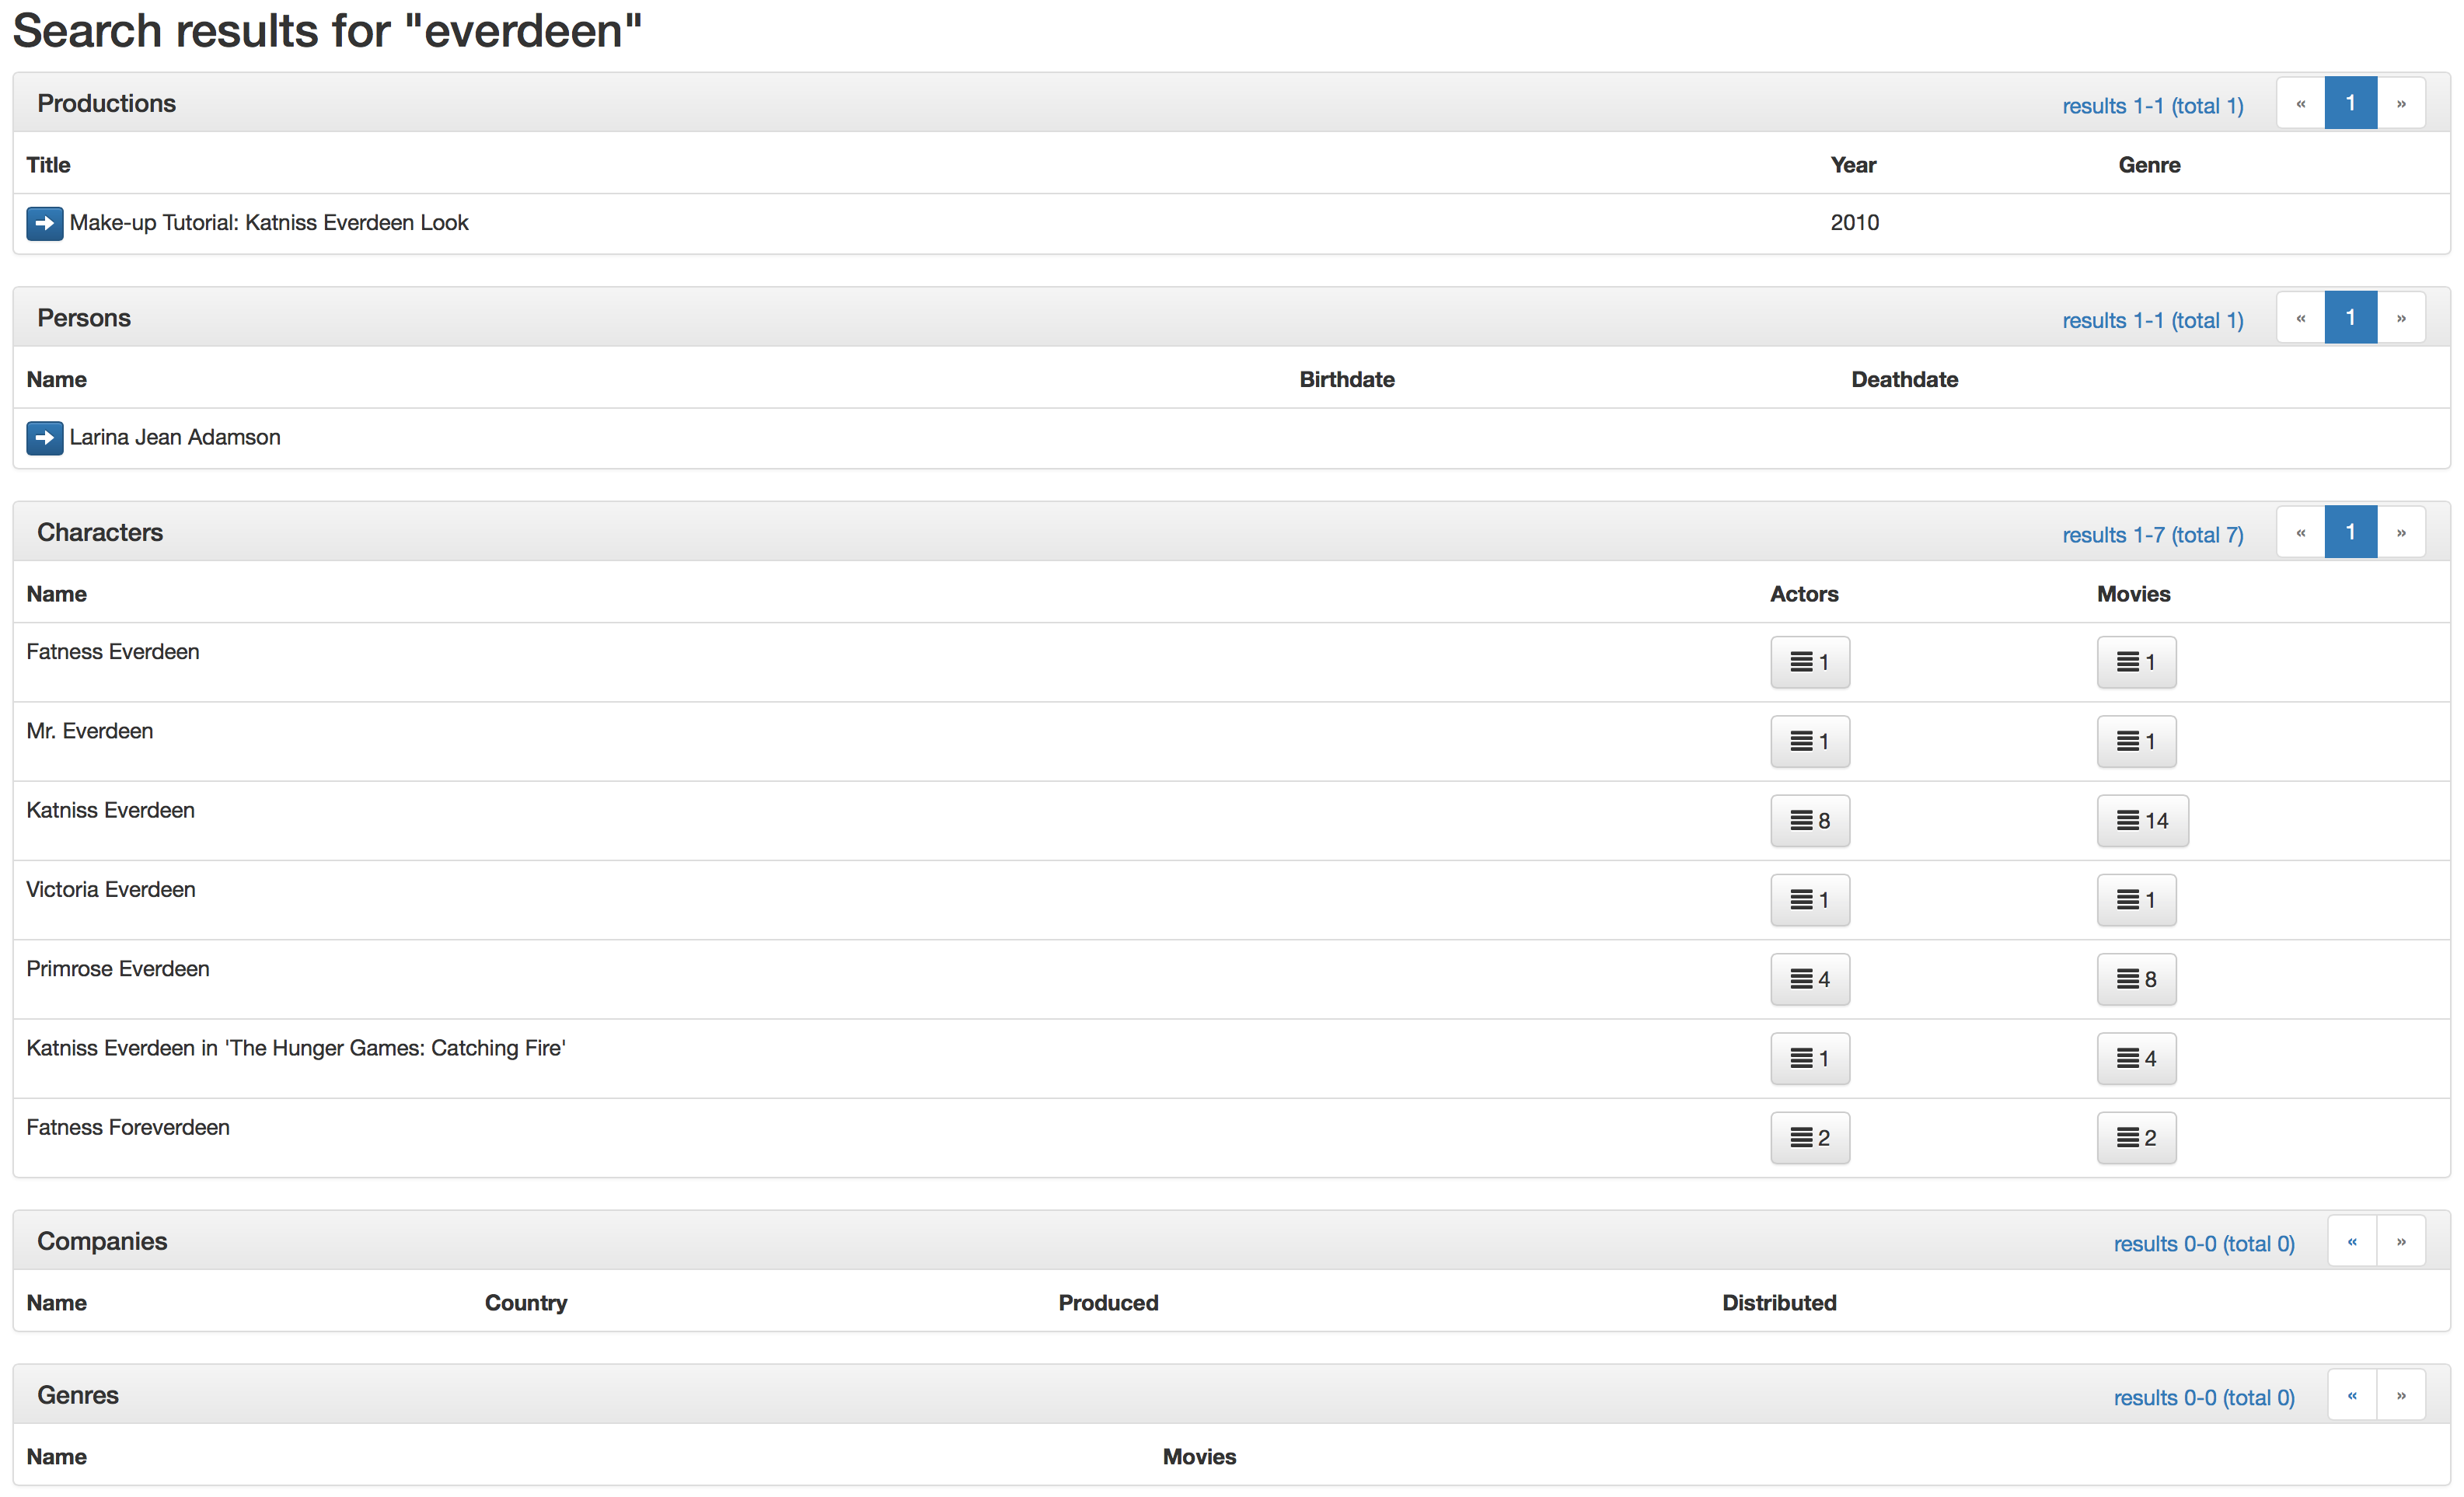 Search results for "everdeen"
Productions results 1-1 (total 1) « 1 »
Title Year Genre
Make-up Tutorial: Katniss Everdeen Look 2010
Persons results 1-1 (total 1) « 1 »
Name Birthdate Deathdate
Larina Jean Adamson
Characters results 1-7 (total 7) « 1 »
Name Actors Movies
Fatness Everdeen 1 1
Mr. Everdeen 1 1
Katniss Everdeen 8 14
Victoria Everdeen 1 1
Primrose Everdeen 4 8
Katniss Everdeen in 'The Hunger Games: Catching Fire' 1 4
Fatness Foreverdeen 2 2
Companies results 0-0 (total 0) « »
Name Country Produced Distributed
Genres results 0-0 (total 0) « »
Name Movies